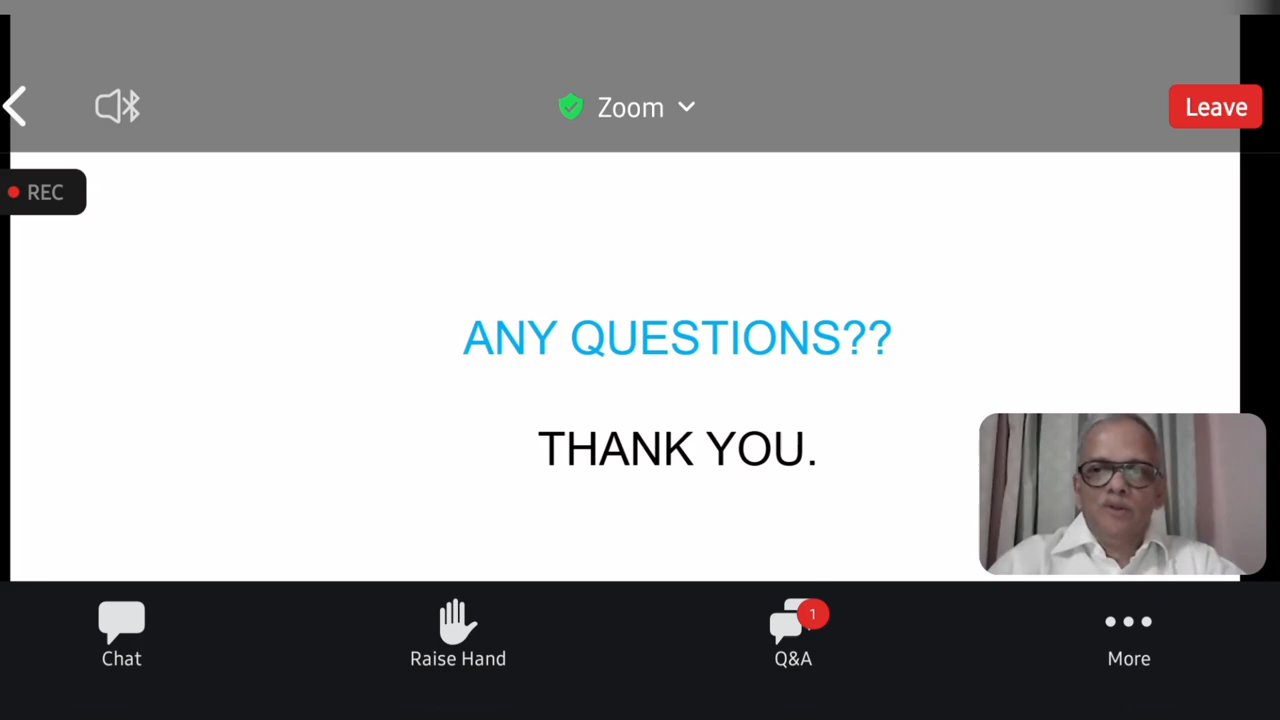 Zoom
Leave
REC
ANY QUESTIONS??
THANK YOU.
1
Chat
Raise Hand
Q&A
More